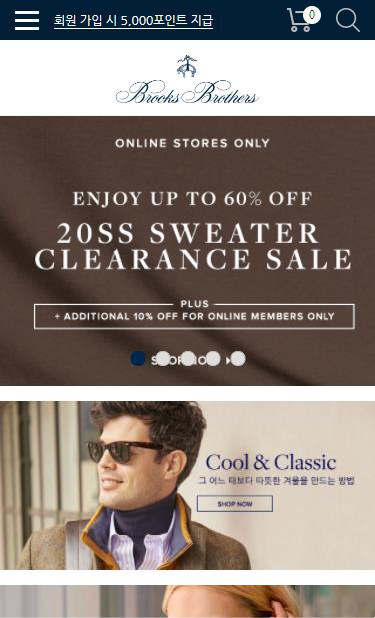 회원 가입 시 5,000포인트 지급
0
Brooks Brothers
ONLINE STORES ONLY
ENJOY UP TO 60% OFF
20SS SWEATER
CLEARANCE SALE
PLUS
+ ADDITIONAL 10% OFF FOR ONLINE MEMBERS ONLY
Cool & Classic
그 어느 때보다 따뜻한 겨울을 만드는 방법
SHOP NOW